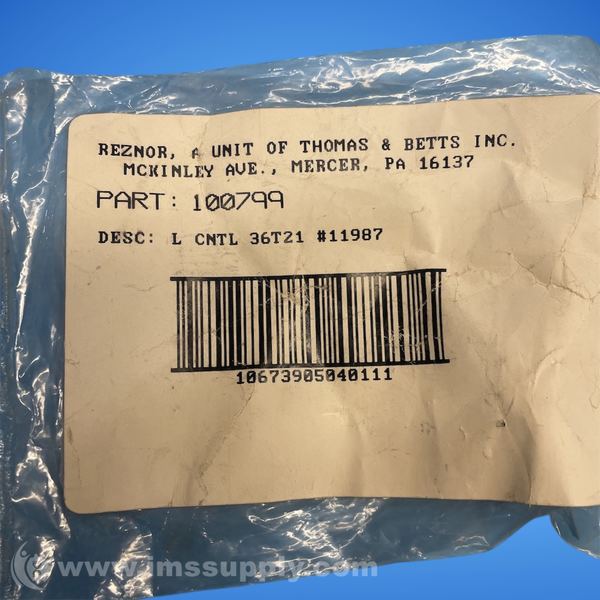 REZNOR, A UNIT OF THOMAS & BETTS INC.
MCKINLEY AVE., MERCER, PA 16137
PART: 100799
DESC: L CNTL 36T21 #11987
10673905040111
www.imssupply.com